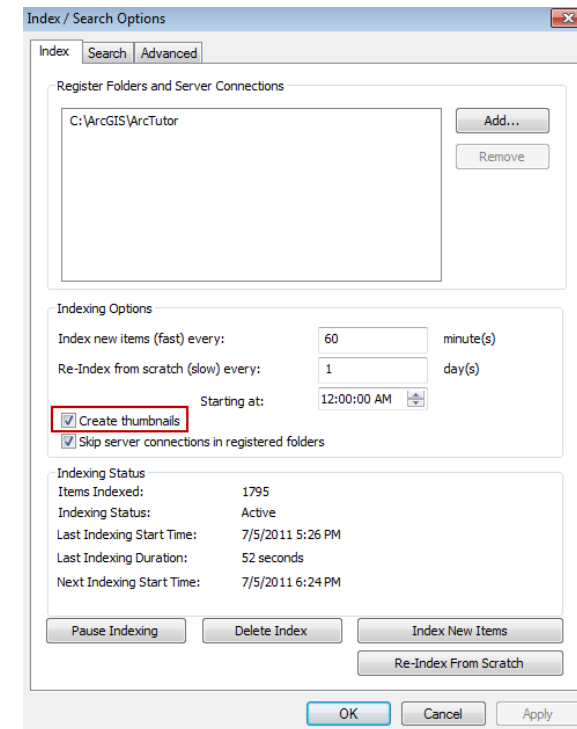 Index / Search Options
Index Search Advanced
Register Folders and Server Connections
C:\ArcGIS\ArcTutor
Add...
Remove
Indexing Options
Index new items (fast) every: 60 minute(s)
Re-Index from scratch (slow) every: 1 day(s)
Starting at: 12:00:00 AM
Create thumbnails
Skip server connections in registered folders
Indexing Status
Items Indexed: 1795
Indexing Status: Active
Last Indexing Start Time: 7/5/2011 5:26 PM
Last Indexing Duration: 52 seconds
Next Indexing Start Time: 7/5/2011 6:24 PM
Pause Indexing Delete Index Index New Items
Re-Index From Scratch
OK Cancel Apply